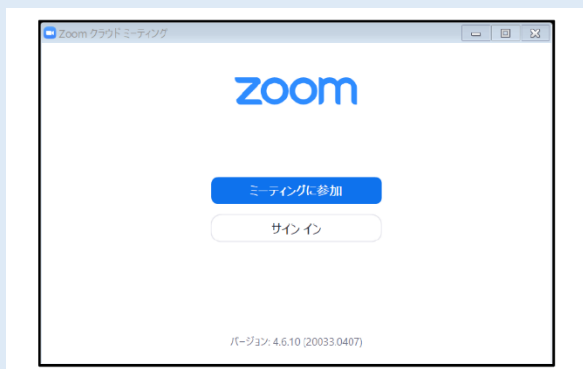 Zoom クラウド ミーティング
zoom
ミーティングに参加
サイン イン
バージョン: 4.6.10 (20033.0407)